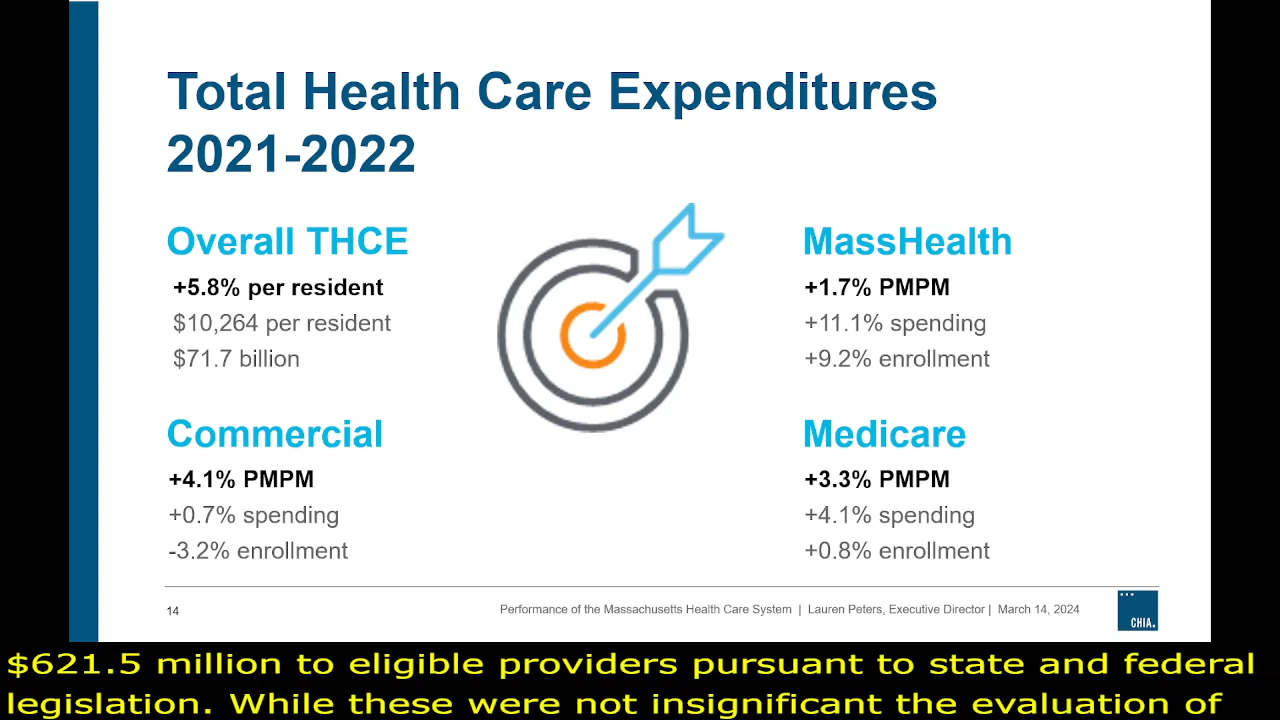 Total Health Care Expenditures
2021-2022
Overall THCE
+5.8% per resident
$10,264 per resident
$71.7 billion
MassHealth
+1.7% PMPM
+11.1% spending
+9.2% enrollment
Commercial
+4.1% PMPM
+0.7% spending
-3.2% enrollment
Medicare
+3.3% PMPM
+4.1% spending
+0.8% enrollment
14
Performance of the Massachusetts Health Care System | Lauren Peters, Executive Director | March 14, 2024
CHIA.
$621.5 million to eligible providers pursuant to state and federal
legislation. While these were not insignificant the evaluation of